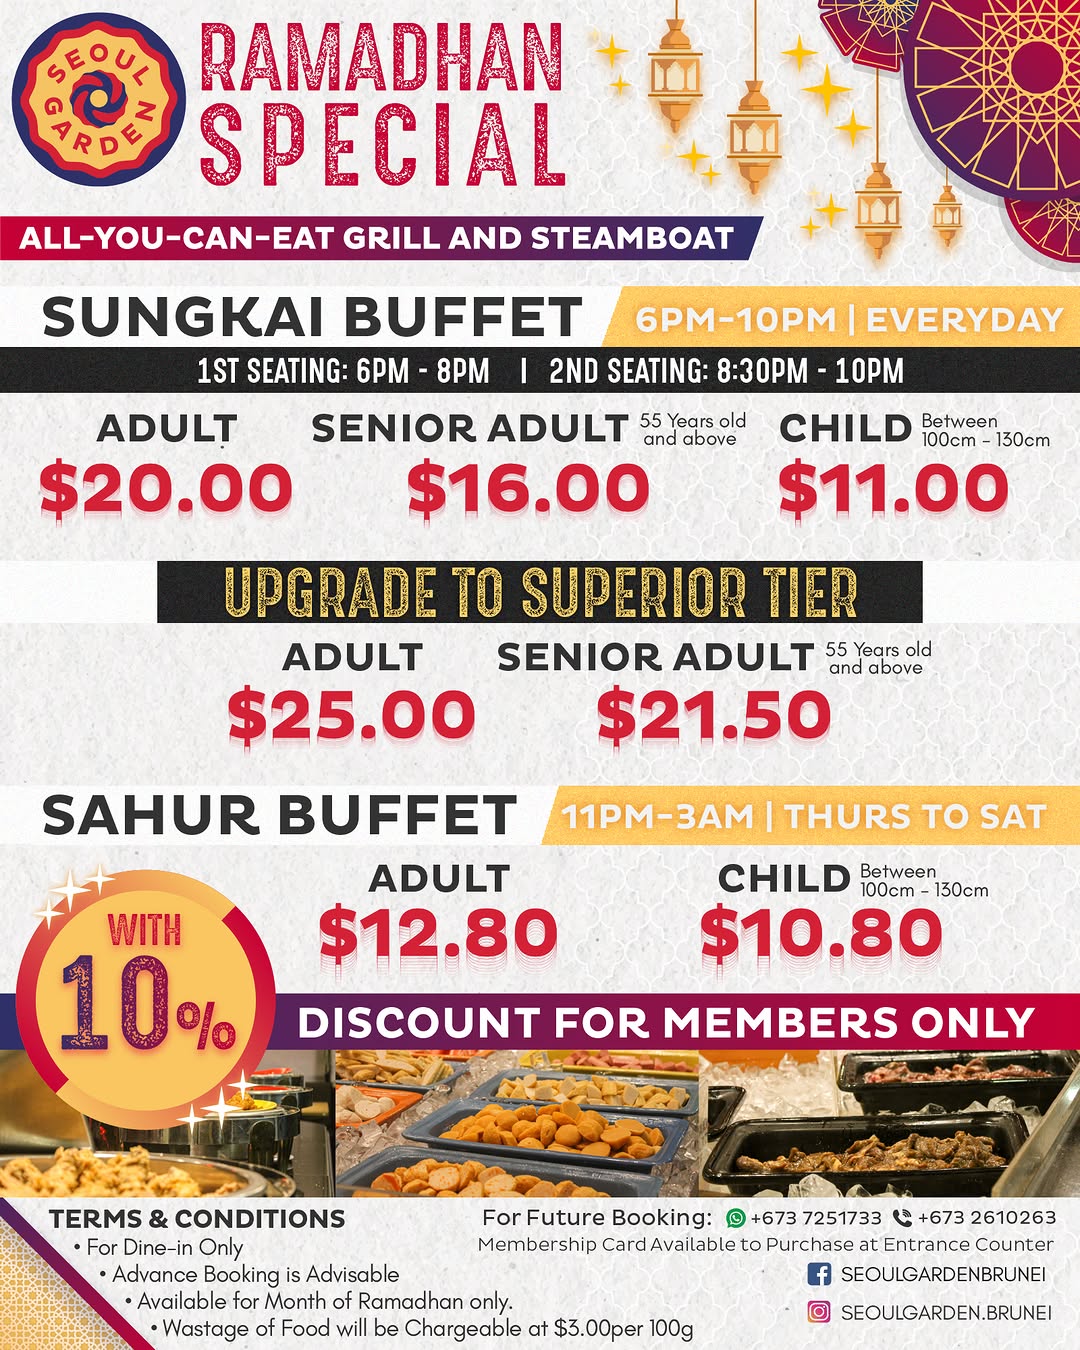 SEOUL GARDEN
RAMADHAN
SPECIAL
ALL-YOU-CAN-EAT GRILL AND STEAMBOAT
SUNGKAI BUFFET
6PM-10PM | EVERYDAY
1ST SEATING: 6PM - 8PM | 2ND SEATING: 8:30PM - 10PM
ADULT
$20.00
SENIOR ADULT 55 Years old
and above
$16.00
CHILD Between
100cm - 130cm
$11.00
UPGRADE TO SUPERIOR TIER
ADULT
$25.00
SENIOR ADULT 55 Years old
and above
$21.50
SAHUR BUFFET
11PM-3AM | THURS TO SAT
ADULT
$12.80
CHILD Between
100cm - 130cm
$10.80
WITH
10%
DISCOUNT FOR MEMBERS ONLY
TERMS & CONDITIONS
• For Dine-in Only
• Advance Booking is Advisable
• Available for Month of Ramadhan only.
• Wastage of Food will be Chargeable at $3.00per 100g
For Future Booking: +673 7251733 +673 2610263
Membership Card Available to Purchase at Entrance Counter
SEOULGARDENBRUNEI
SEOULGARDEN.BRUNEI